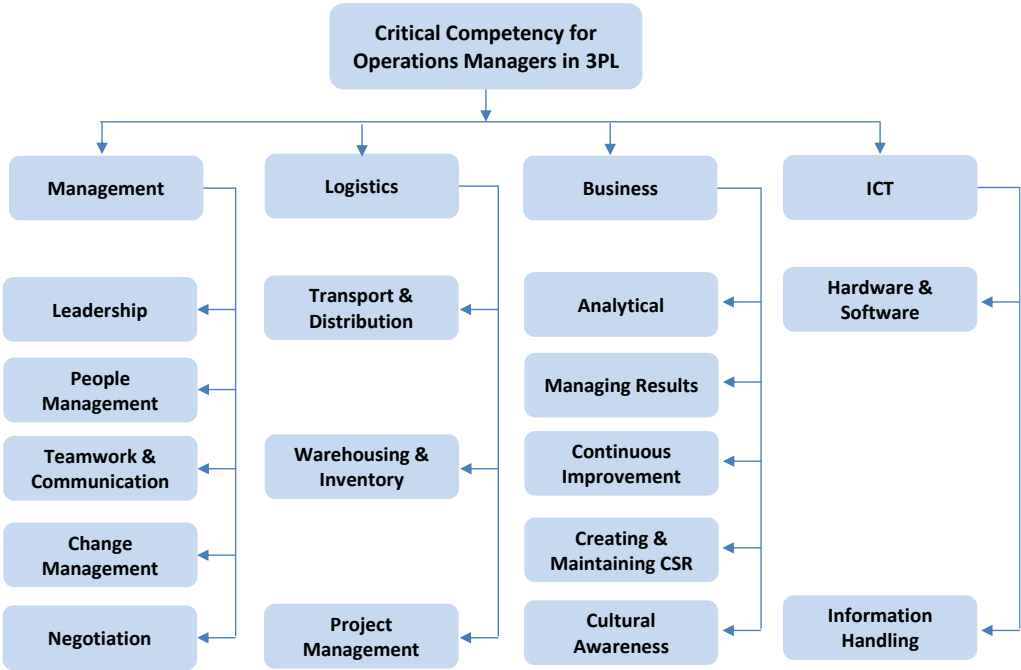 Critical Competency for
Operations Managers in 3PL
Management
Logistics
Business
ICT
Leadership
People
Management
Teamwork &
Communication
Change
Management
Negotiation
Transport &
Distribution
Warehousing &
Inventory
Project
Management
Analytical
Managing Results
Continuous
Improvement
Creating &
Maintaining CSR
Cultural
Awareness
Hardware &
Software
Information
Handling